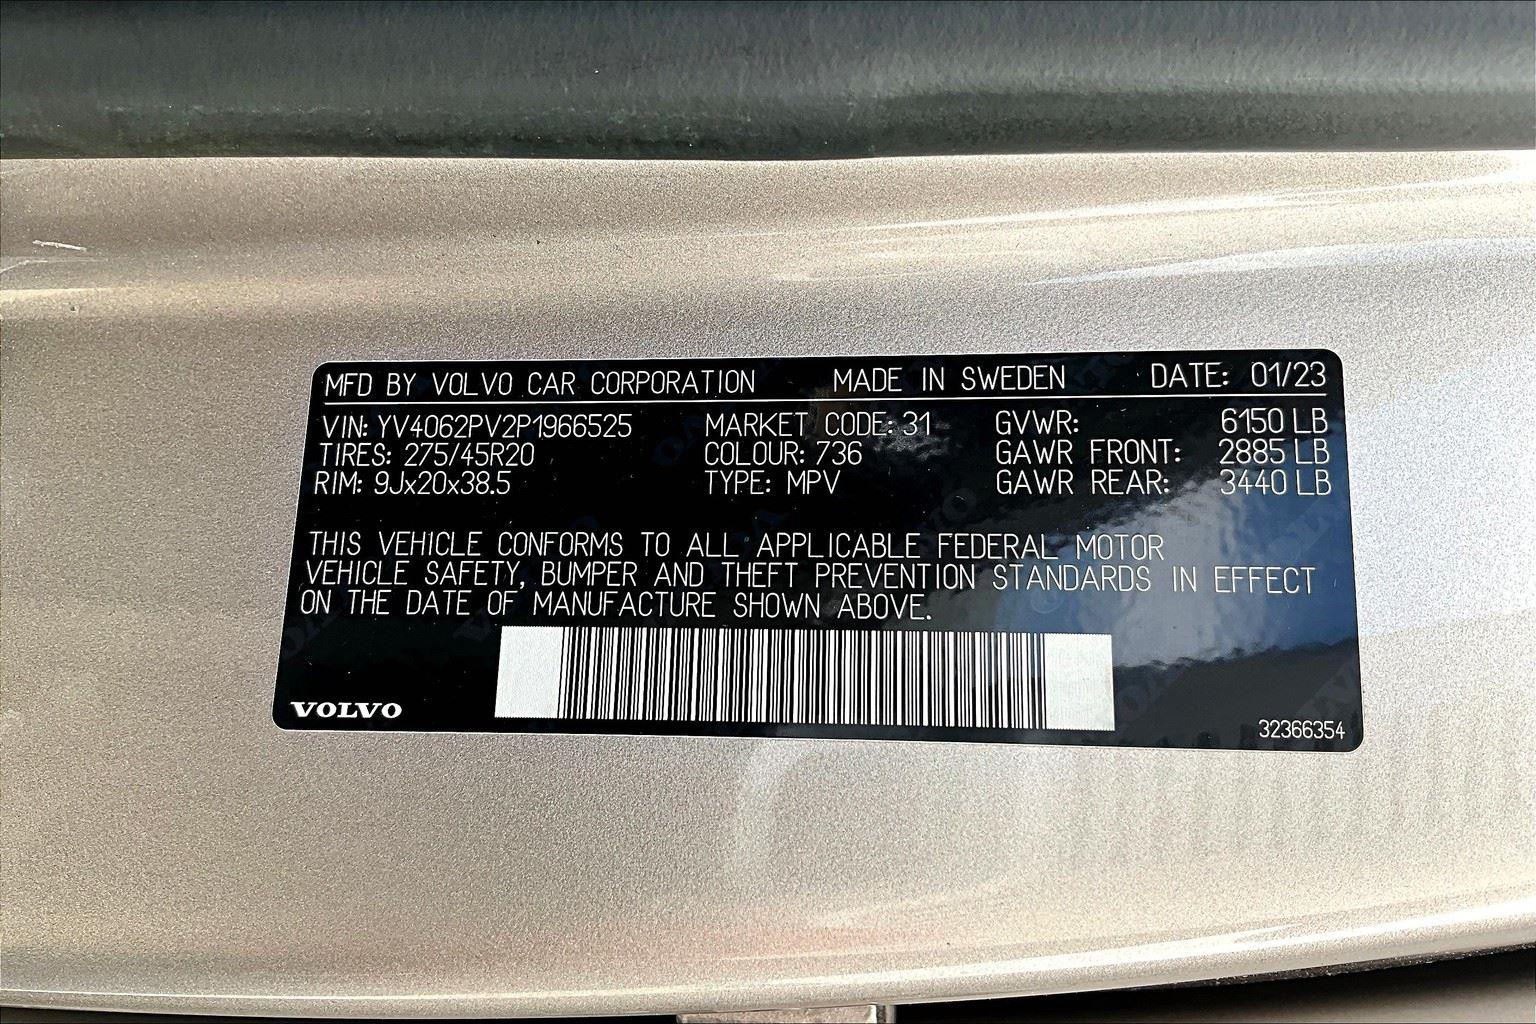 MFD BY VOLVO CAR CORPORATION MADE IN SWEDEN DATE: 01/23
VIN: YV4062PV2P1966525 MARKET CODE: 31 GVWR: 6150 LB
TIRES: 275/45R20 COLOUR: 736 GAWR FRONT: 2885 LB
RIM: 9Jx20x38.5 TYPE: MPV GAWR REAR: 3440 LB
THIS VEHICLE CONFORMS TO ALL APPLICABLE FEDERAL MOTOR
VEHICLE SAFETY, BUMPER AND THEFT PREVENTION STANDARDS IN EFFECT
ON THE DATE OF MANUFACTURE SHOWN ABOVE.
VOLVO
32366354